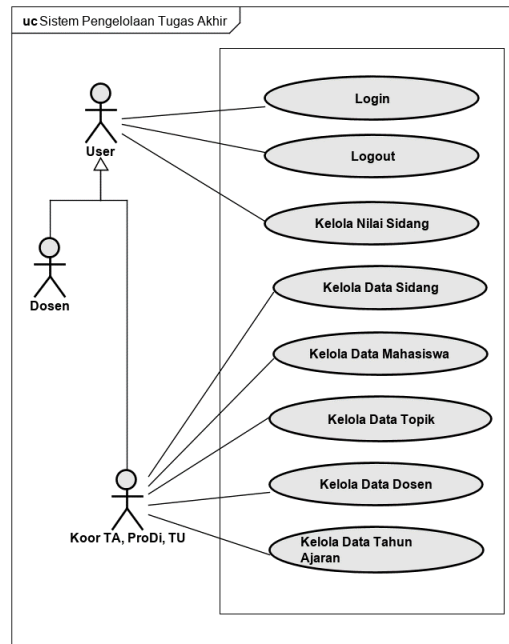 uc Sistem Pengelolaan Tugas Akhir
Login
User
Logout
Kelola Nilai Sidang
Dosen
Kelola Data Sidang
Kelola Data Mahasiswa
Kelola Data Topik
Kelola Data Dosen
Koor TA, ProDi, TU
Kelola Data Tahun
Ajaran